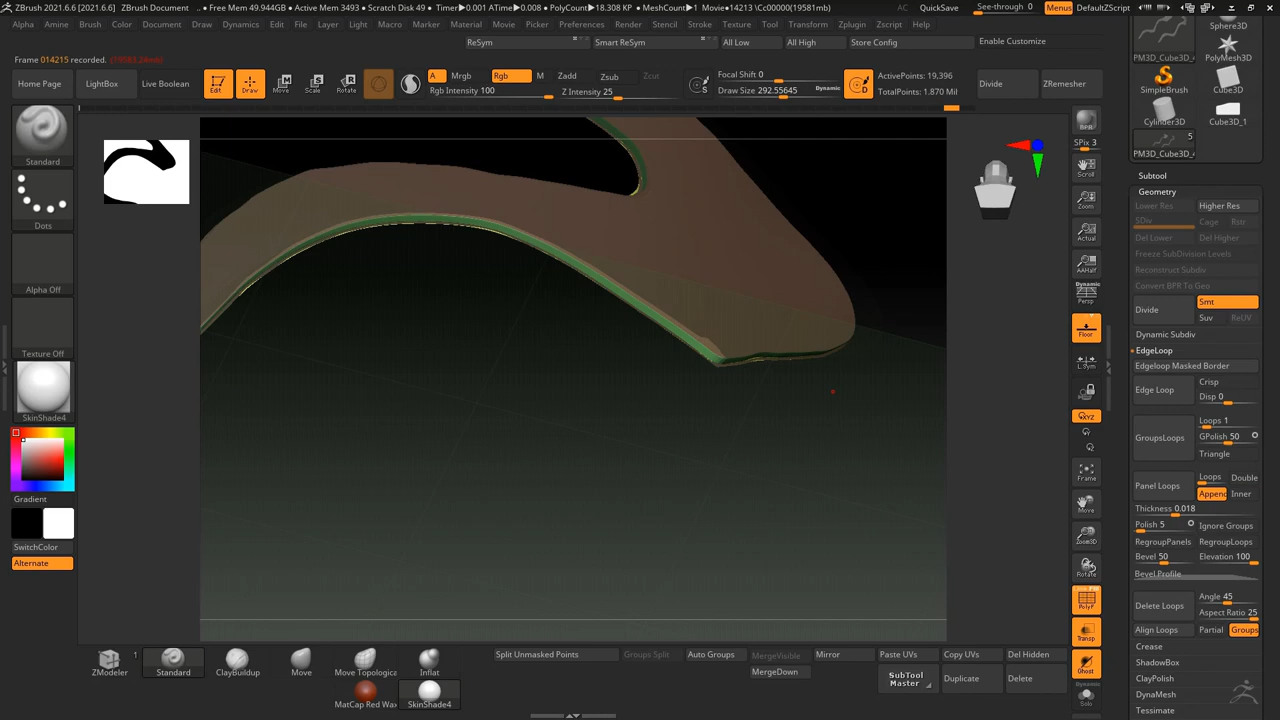 ZBrush 2021.6.6 [2021.6.6] ZBrush Document .. • Free Mem 49.944GB • Active Mem 3493 • Scratch Disk 49 • Timer▶0.001 ATime▶0.008 • PolyCount▶18.308 KP • MeshCount▶1 Movie•14213 \Cc00000(19581mb) AC QuickSave See-through 0 Menus DefaultZScript
Alpha Anime Brush Document Draw Dynamics Edit File Layer Light Macro Marker Material Movie Picker Preferences Render Stencil Stroke Texture Tool Transform Zplugin Zscript Help
ReSym Smart ReSym All Low All High Store Config Enable Customize
Frame 014215 recorded.
Home Page LightBox Live Boolean Edit Draw Move Scale Rotate
A Mrgb Rgb M Zadd Zsub Zcut
Rgb Intensity 100 Z Intensity 25
Focal Shift 0
Draw Size 292.55645 Dynamic
ActivePoints: 19,396
TotalPoints: 1.870 Mil
Divide ZRemesher
Standard
Dots
Alpha Off
Texture Off
SkinShade4
Gradient
SwitchColor
Alternate
BPR
SPix 3
Scroll
Zoom
Actual
AAHalf
Dynamic
Persp
Floor
L.Sym
XYZ
Frame
Move
Zoom3D
Rotate
PolyF
Transp
Ghost
Dynamic
Solo
Sphere3D
PM3D_Cube3D_4 PolyMesh3D
SimpleBrush Cube3D
Cylinder3D Cube3D_1
5
PM3D_Cube3D_4
Subtool
Geometry
Lower Res Higher Res
SDiv Cage Rstr
Del Lower Del Higher
Freeze SubDivision Levels
Reconstruct Subdiv
Convert BPR To Geo
Divide Smt
Suv ReUV
Dynamic Subdiv
EdgeLoop
Edgeloop Masked Border
Edge Loop Crisp
Disp 0
GroupsLoops Loops 1
GPolish 50
Triangle
Panel Loops Loops Double
Append Inner
Thickness 0.018
Polish 5 Ignore Groups
RegroupPanels RegroupLoops
Bevel 50 Elevation 100
Bevel Profile
Delete Loops Angle 45
Aspect Ratio 25
Align Loops Partial Groups
Crease
ShadowBox
ClayPolish
DynaMesh
Tessimate
ZModeler 1 Standard ClayBuildup Move Move Topological Inflat
MatCap Red Wax SkinShade4
Split Unmasked Points Groups Split Auto Groups MergeVisible Mirror Paste UVs Copy UVs Del Hidden
MergeDown SubTool Master Duplicate Delete